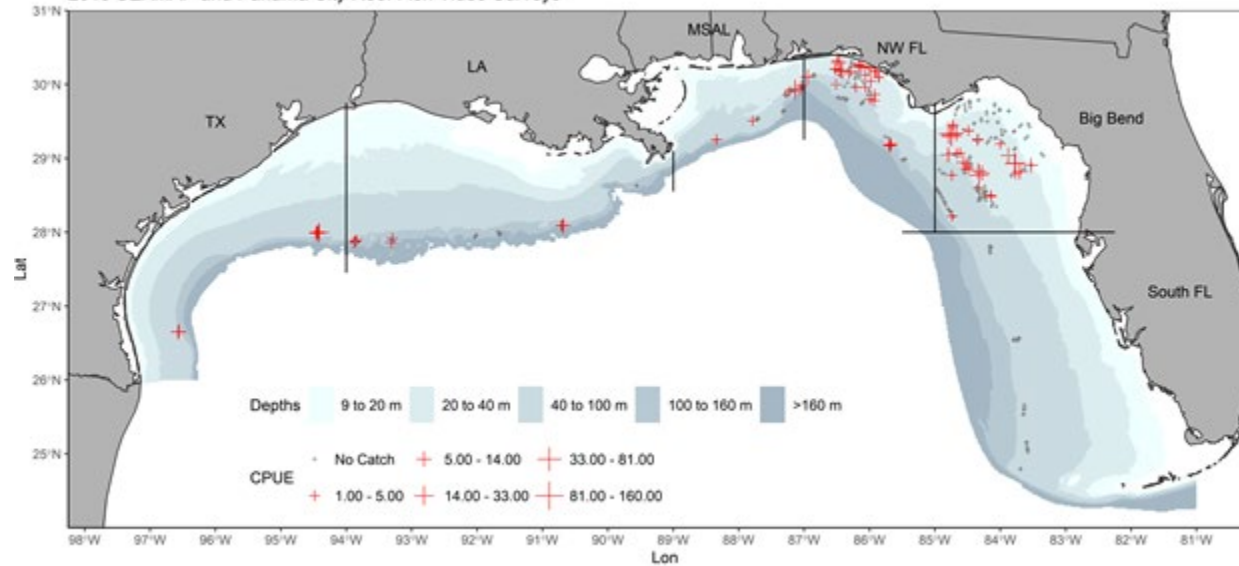 31°N
30°N
29°N
28°N
27°N
26°N
25°N
Lat
TX
LA
MSAL
NW FL
Big Bend
South FL
Depths 9 to 20 m 20 to 40 m 40 to 100 m 100 to 160 m >160 m
CPUE
No Catch 5.00 - 14.00 33.00 - 81.00
1.00 - 5.00 14.00 - 33.00 81.00 - 160.00
98°W 97°W 96°W 95°W 94°W 93°W 92°W 91°W 90°W 89°W 88°W 87°W 86°W 85°W 84°W 83°W 82°W 81°W
Lon